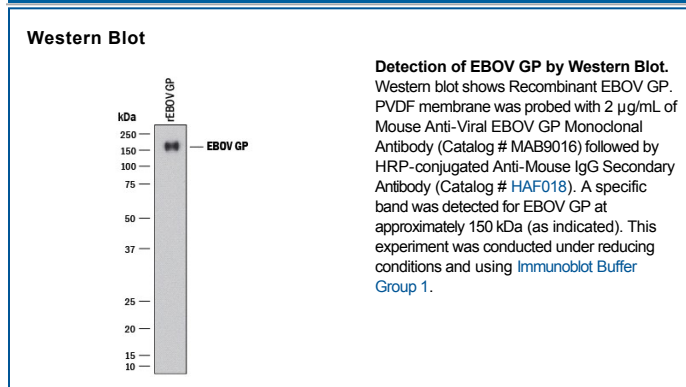 Western Blot
kDa
rEBOV GP
250
150
EBOV GP
100
75
50
37
25
20
15
10
Detection of EBOV GP by Western Blot.
Western blot shows Recombinant EBOV GP.
PVDF membrane was probed with 2 µg/mL of
Mouse Anti-Viral EBOV GP Monoclonal
Antibody (Catalog # MAB9016) followed by
HRP-conjugated Anti-Mouse IgG Secondary
Antibody (Catalog # HAF018). A specific
band was detected for EBOV GP at
approximately 150 kDa (as indicated). This
experiment was conducted under reducing
conditions and using Immunoblot Buffer
Group 1.